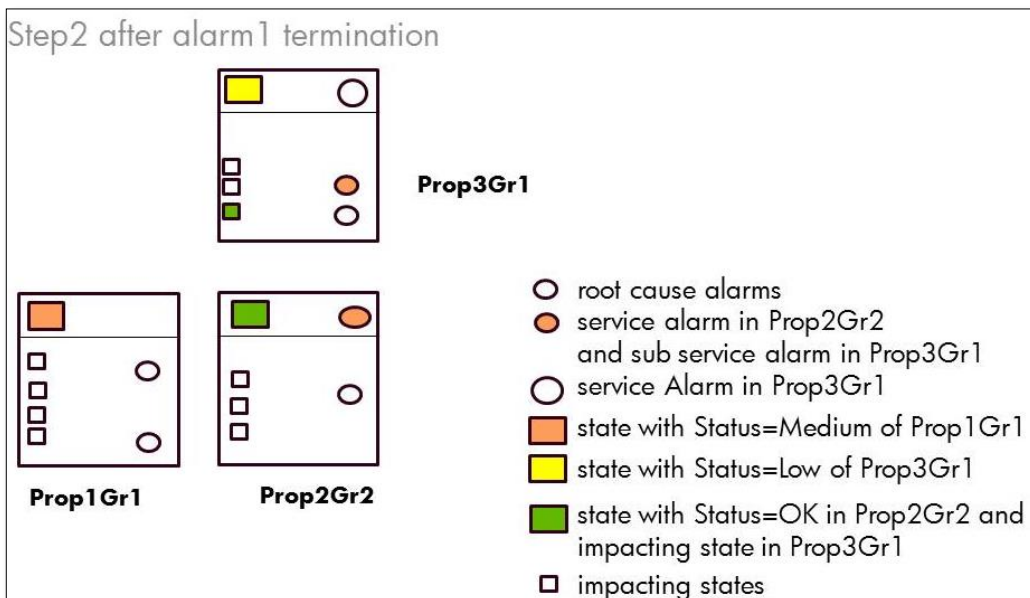 Step2 after alarm1 termination
Prop3Gr1
Prop1Gr1
Prop2Gr2
root cause alarms
service alarm in Prop2Gr2
and sub service alarm in Prop3Gr1
service Alarm in Prop3Gr1
state with Status=Medium of Prop1Gr1
state with Status=Low of Prop3Gr1
state with Status=OK in Prop2Gr2 and
impacting state in Prop3Gr1
impacting states